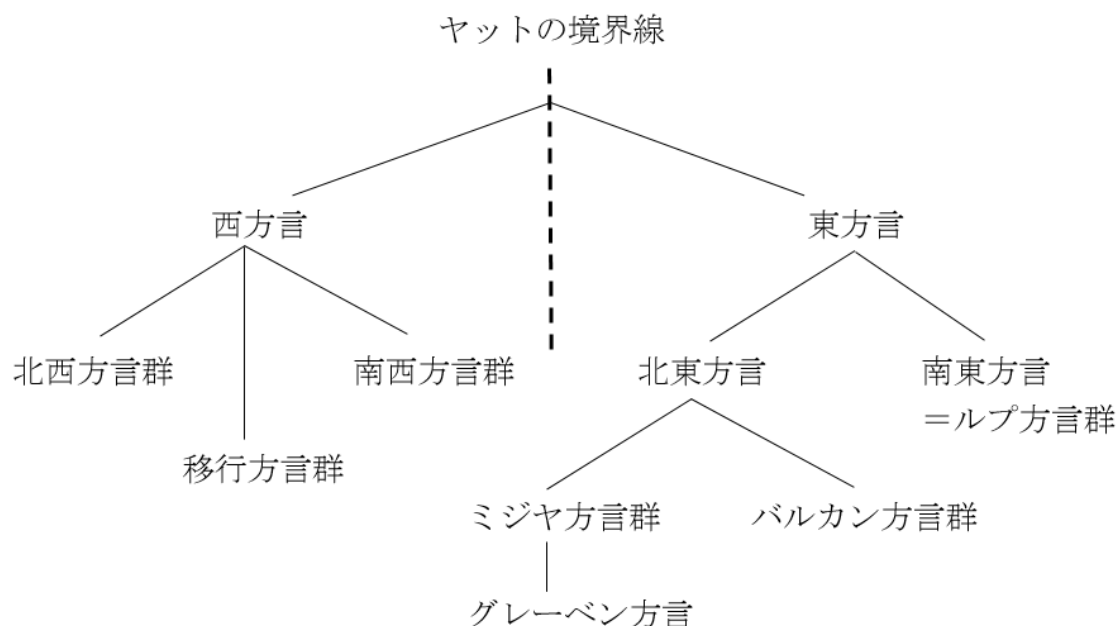 ヤットの境界線
西方言
東方言
北西方言群
南西方言群
北東方言
南東方言
＝ルプ方言群
移行方言群
ミジヤ方言群
バルカン方言群
グレーベン方言